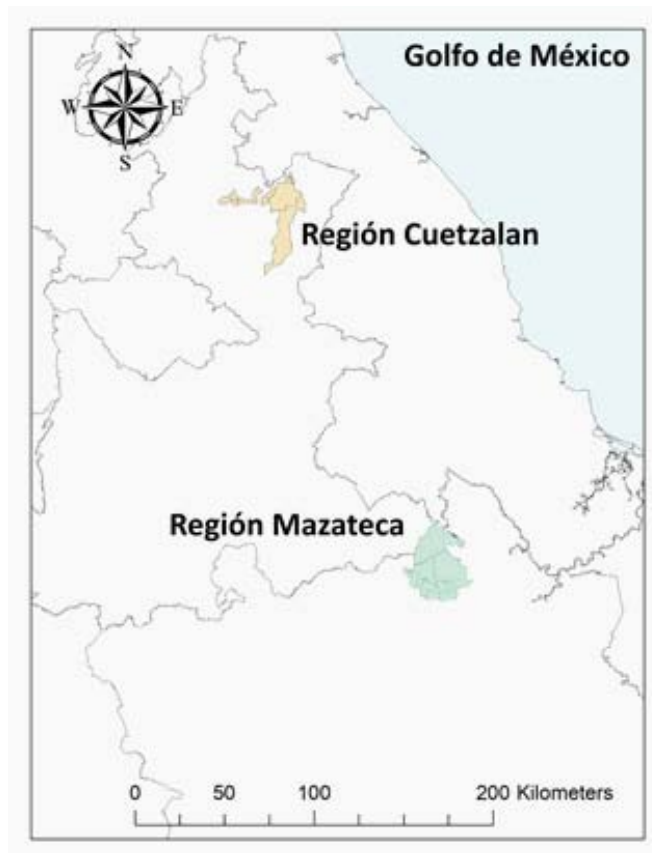 Golfo de México
N
W E
S
Región Cuetzalan
Región Mazateca
0 50 100 200 Kilometers